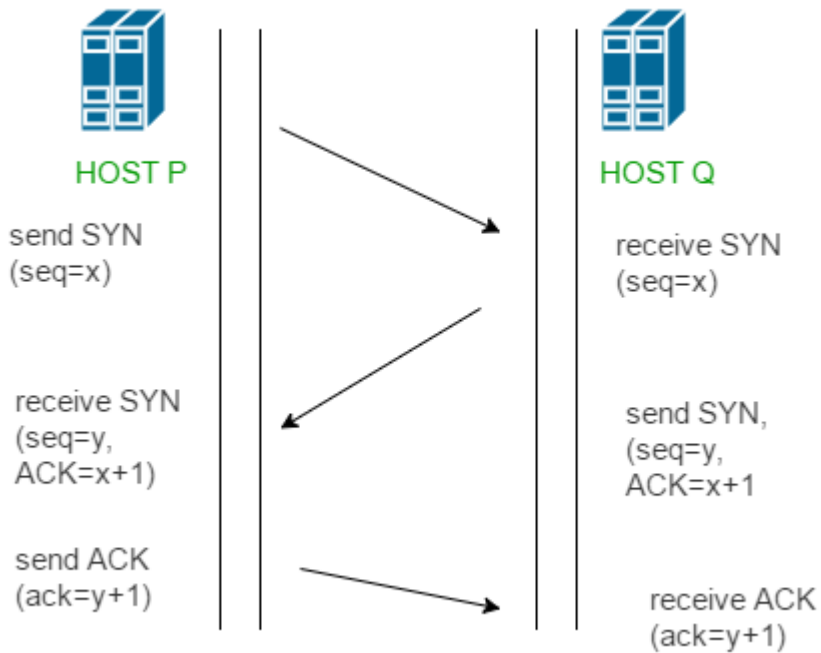 HOST P
HOST Q
send SYN
(seq=x)
receive SYN
(seq=x)
receive SYN
(seq=y,
ACK=x+1)
send SYN,
(seq=y,
ACK=x+1
send ACK
(ack=y+1)
receive ACK
(ack=y+1)